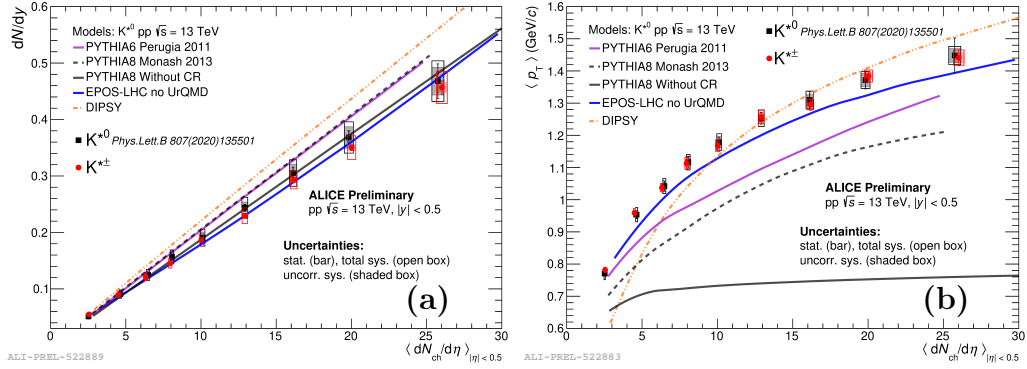 dN/dy
0.6
0.5
0.4
0.3
0.2
0.1
Models: K*0 pp √s = 13 TeV
PYTHIA6 Perugia 2011
PYTHIA8 Monash 2013
PYTHIA8 Without CR
EPOS-LHC no UrQMD
DIPSY
K*0 Phys.Lett.B 807(2020)135501
K*±
ALICE Preliminary
pp √s = 13 TeV, |y| < 0.5
Uncertainties:
stat. (bar), total sys. (open box)
uncorr. sys. (shaded box)
(a)
0 5 10 15 20 25 30
⟨ dNch/dη ⟩|η| < 0.5
ALI-PREL-522889
⟨ pT ⟩ (GeV/c)
1.6
1.5
1.4
1.3
1.2
1.1
1
0.9
0.8
0.7
0.6
Models: K*0 pp √s = 13 TeV
PYTHIA6 Perugia 2011
PYTHIA8 Monash 2013
PYTHIA8 Without CR
EPOS-LHC no UrQMD
DIPSY
K*0 Phys.Lett.B 807(2020)135501
K*±
ALICE Preliminary
pp √s = 13 TeV, |y| < 0.5
Uncertainties:
stat. (bar), total sys. (open box)
uncorr. sys. (shaded box)
(b)
0 5 10 15 20 25 30
⟨ dNch/dη ⟩|η| < 0.5
ALI-PREL-522883